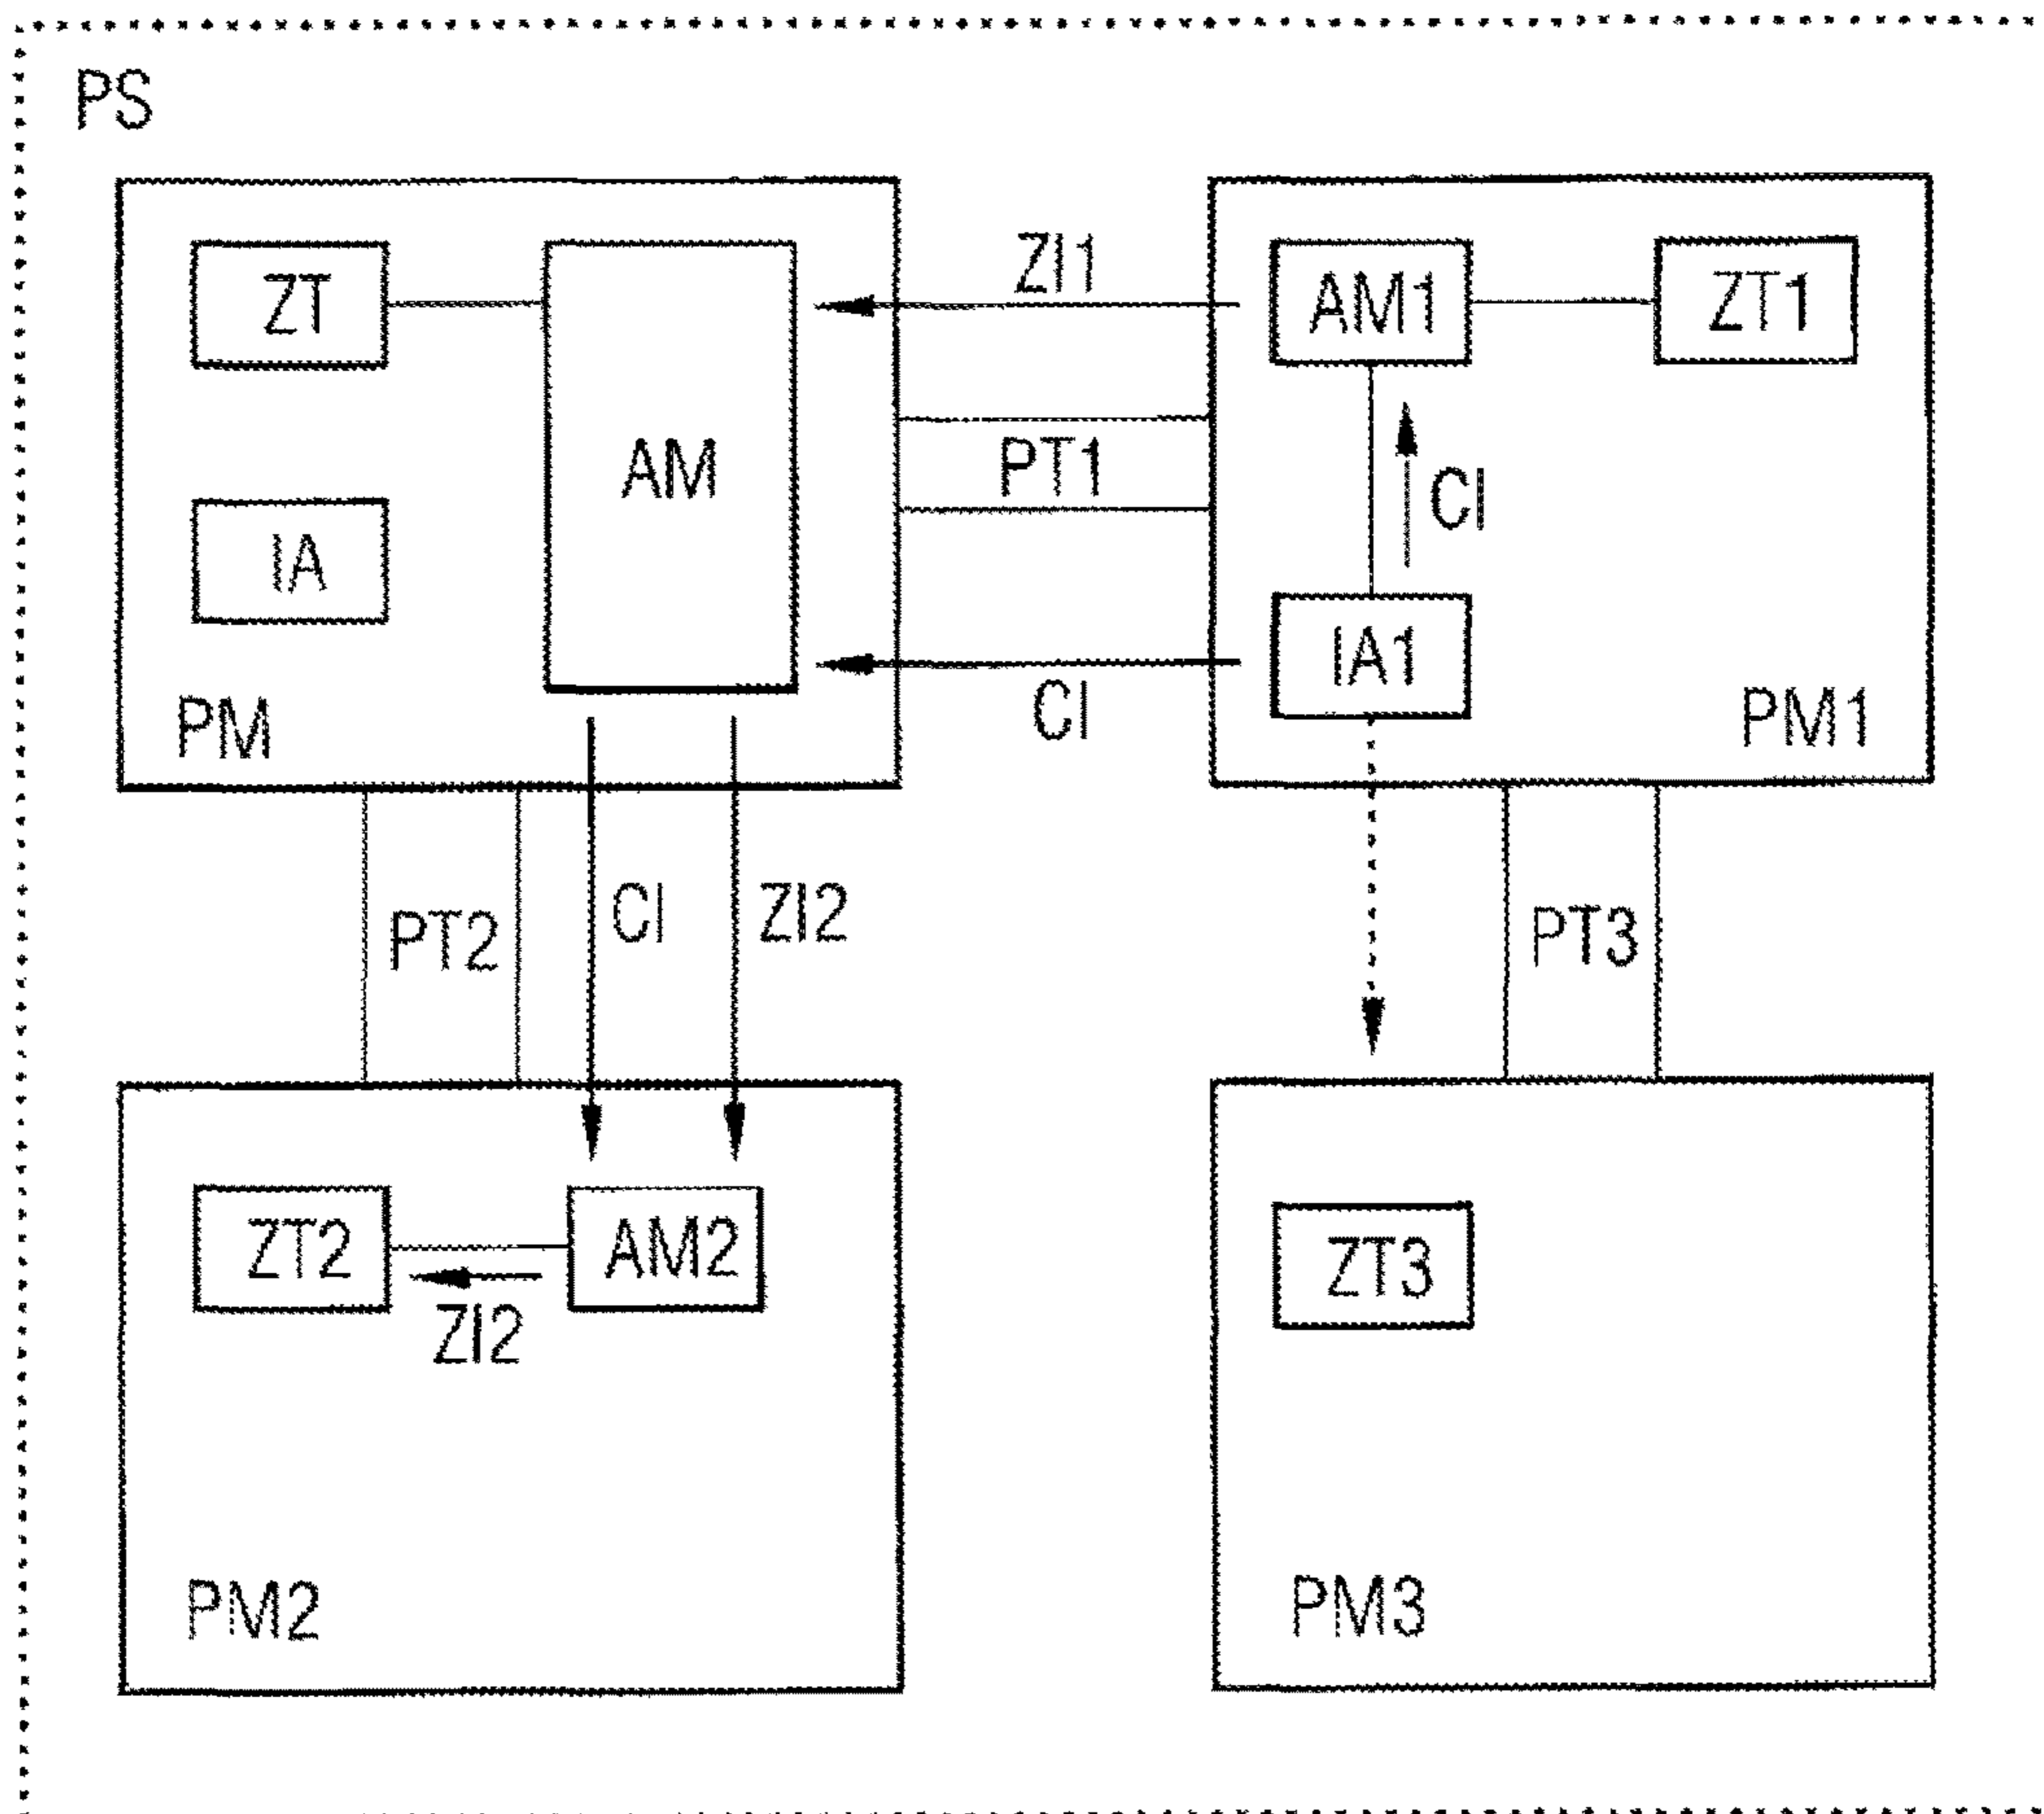 PS
ZT
AM
IA
PM
ZI1
PT1
CI
AM1
ZT1
CI
IA1
PM1
PT2
CI
ZI2
PT3
ZT2
AM2
ZI2
PM2
ZT3
PM3